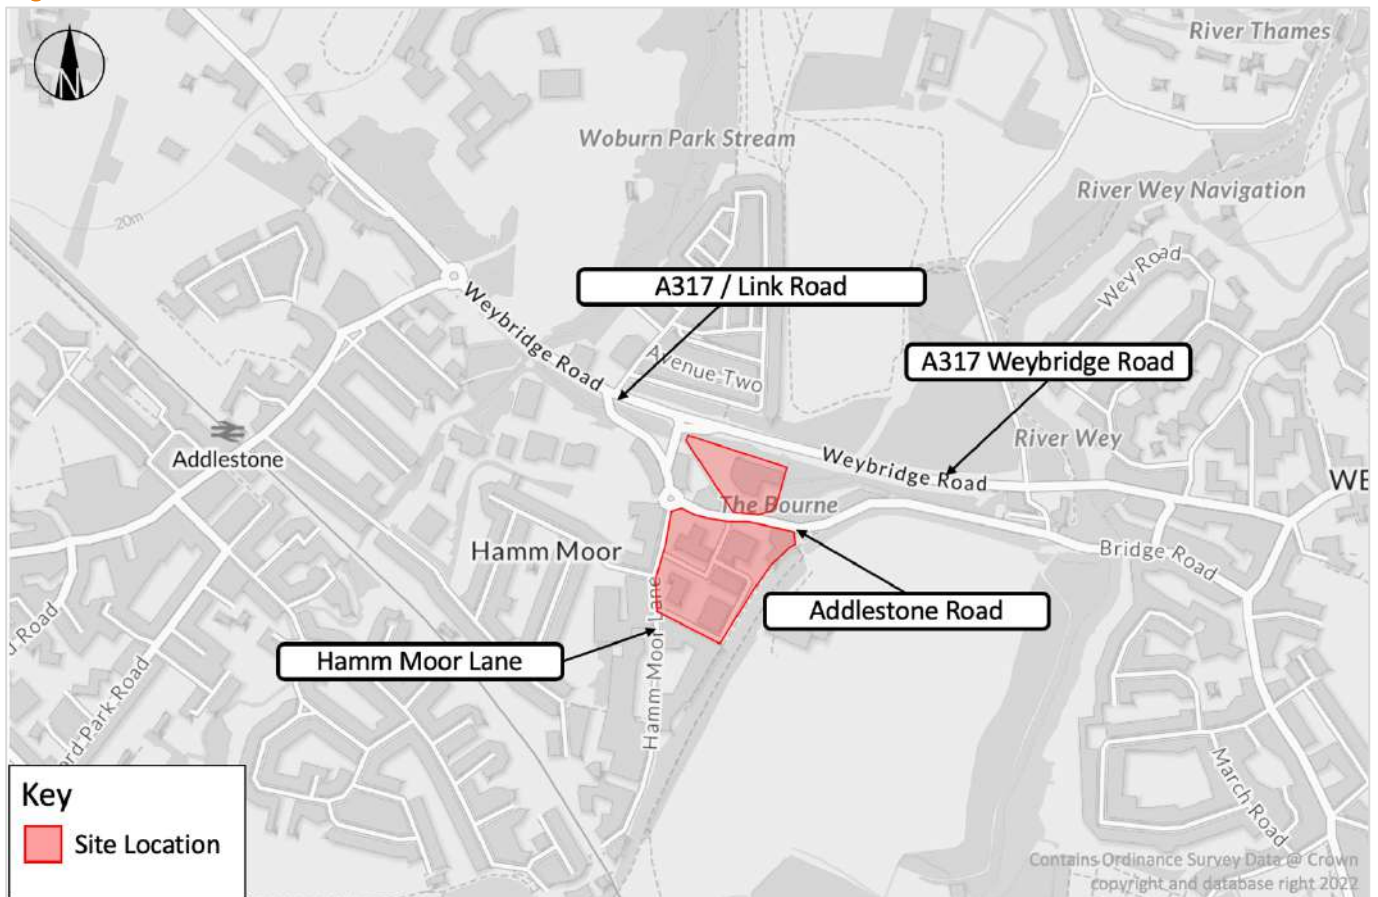 N
River Thames
Woburn Park Stream
River Wey Navigation
20m
Wey Road
A317 / Link Road
Weybridge Road
Avenue Two
A317 Weybridge Road
River Wey
Addlestone
Weybridge Road
WE
The Bourne
Hamm Moor
Bridge Road
Addlestone Road
Hamm Moor Lane
Hamm Moor Lane
Road
ard Park Road
March Road
Key
Site Location
Contains Ordinance Survey Data @ Crown
copyright and database right 2022